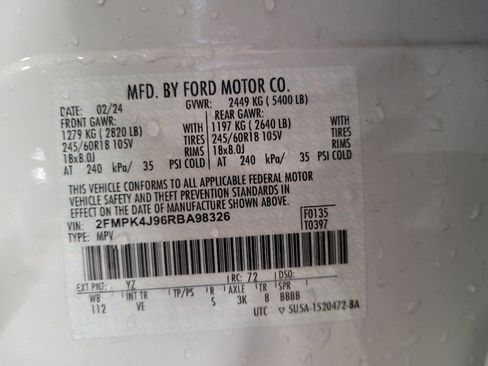 MFD. BY FORD MOTOR CO.
DATE: 02/24 GVWR: 2449 KG ( 5400 LB)
FRONT GAWR: REAR GAWR:
1279 KG ( 2820 LB) WITH 1197 KG ( 2640 LB) WITH
245/60R18 105V TIRES 245/60R18 105V TIRES
18x8.0J RIMS 18x8.0J RIMS
AT 240 kPa/ 35 PSI COLD AT 240 kPa/ 35 PSI COLD
THIS VEHICLE CONFORMS TO ALL APPLICABLE FEDERAL MOTOR
VEHICLE SAFETY AND THEFT PREVENTION STANDARDS IN
EFFECT ON THE DATE OF MANUFACTURE SHOWN ABOVE.
VIN: 2FMPK4J96RBA98326 F0135
TYPE: MPV T0397
EXT PNT: YZ RC: 72 DSO:
WB INT TR TP/PS R AXLE TR SPR
112 VE S 3K 8 BBBB
UTC SU5A-1520472-BA